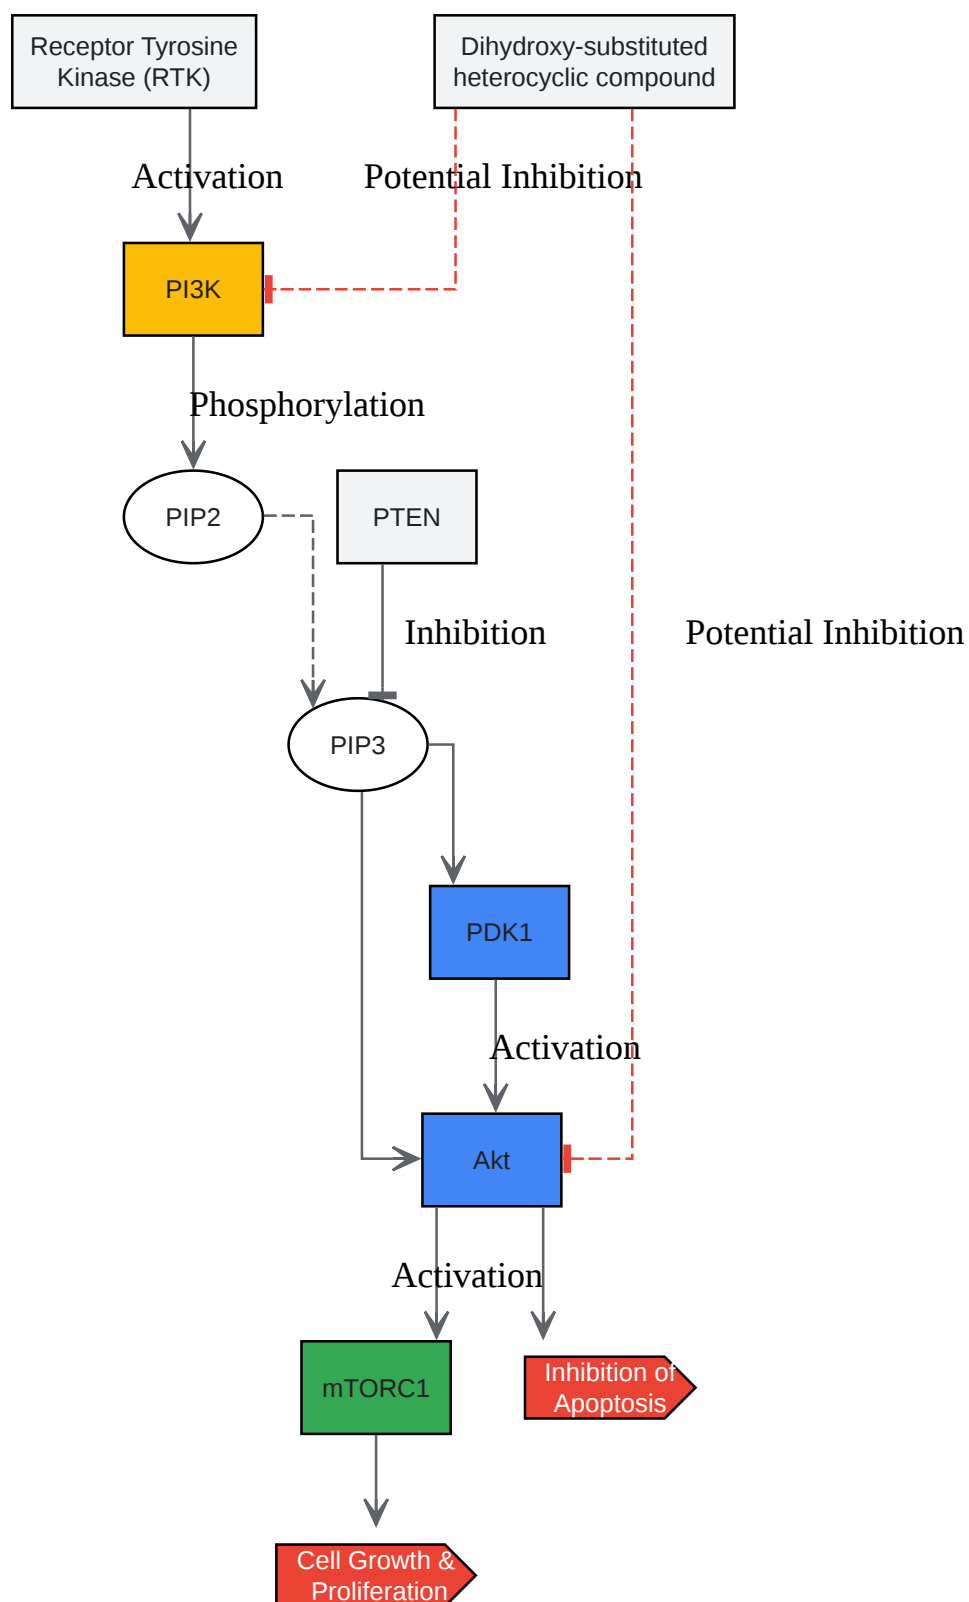 Receptor Tyrosine
Kinase (RTK)
Dihydroxy-substituted
heterocyclic compound
Activation
Potential Inhibition
PI3K
Phosphorylation
PIP2
PTEN
Inhibition
Potential Inhibition
PIP3
PDK1
Activation
Akt
Activation
mTORC1
Inhibition of
Apoptosis
Cell Growth &
Proliferation